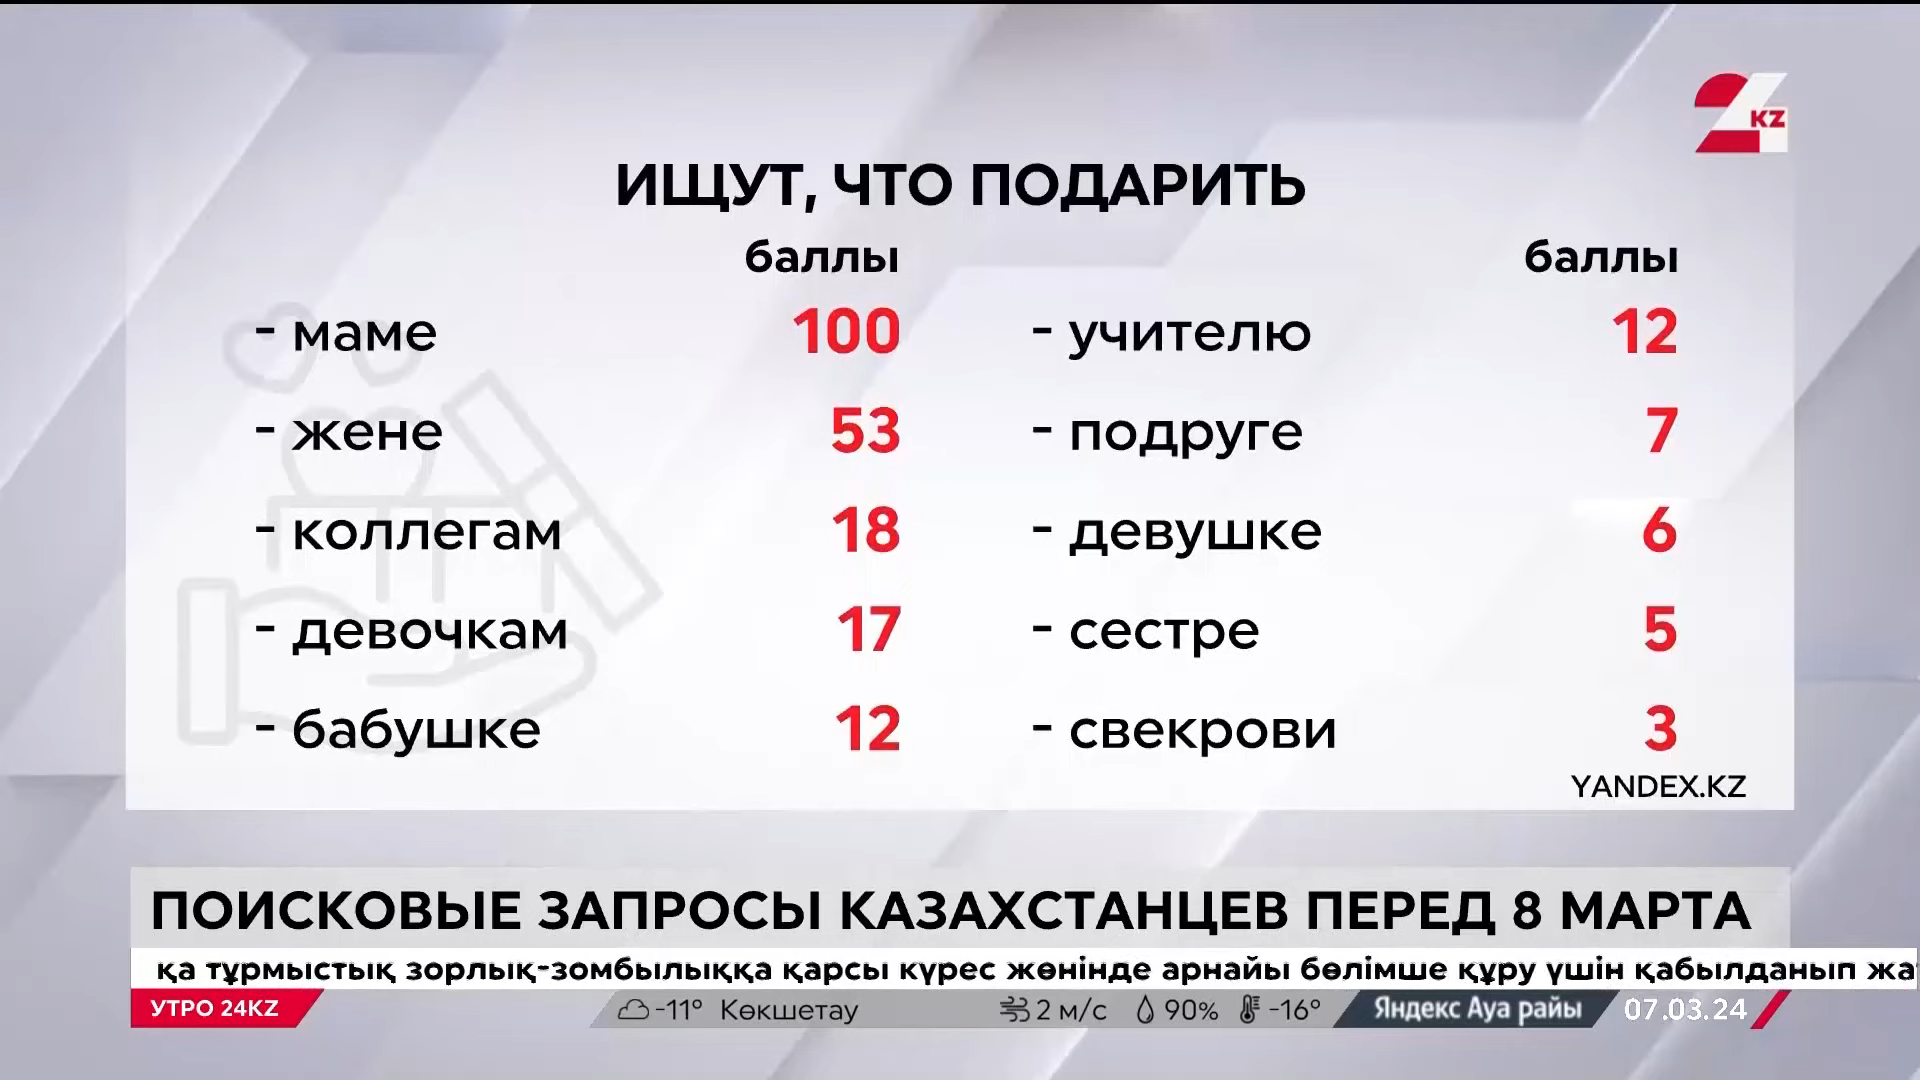 24 KZ
ИЩУТ, ЧТО ПОДАРИТЬ
баллы баллы
- маме 100 - учителю 12
- жене 53 - подруге 7
- коллегам 18 - девушке 6
- девочкам 17 - сестре 5
- бабушке 12 - свекрови 3
YANDEX.KZ
ПОИСКОВЫЕ ЗАПРОСЫ КАЗАХСТАНЦЕВ ПЕРЕД 8 МАРТА
қа тұрмыстық зорлық-зомбылыққа қарсы күрес жөнінде арнайы бөлімше құру үшін қабылданып жа
УТРО 24KZ -11° Көкшетау 2 м/с 90% -16° Яндекс Ауа райы 07.03.24